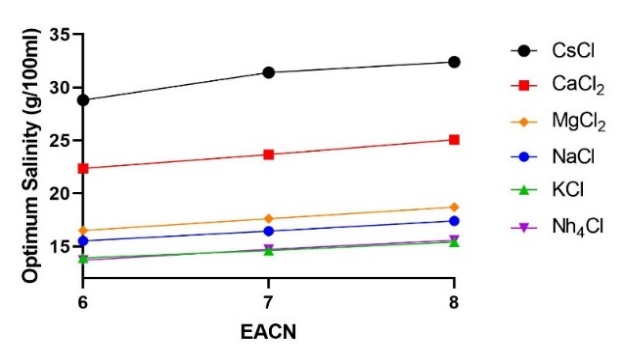 Optimum Salinity (g/100ml)
35
30
25
20
15
6
7
8
EACN
CsCl
CaCl₂
MgCl₂
NaCl
KCl
Nh₄Cl